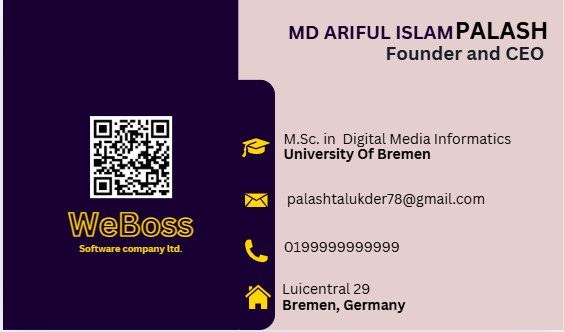 MD ARIFUL ISLAM PALASH
Founder and CEO
M.Sc. in Digital Media Informatics
University Of Bremen
palashtalukder78@gmail.com
0199999999999
Luicentral 29
Bremen, Germany
WeBoss
Software company ltd.